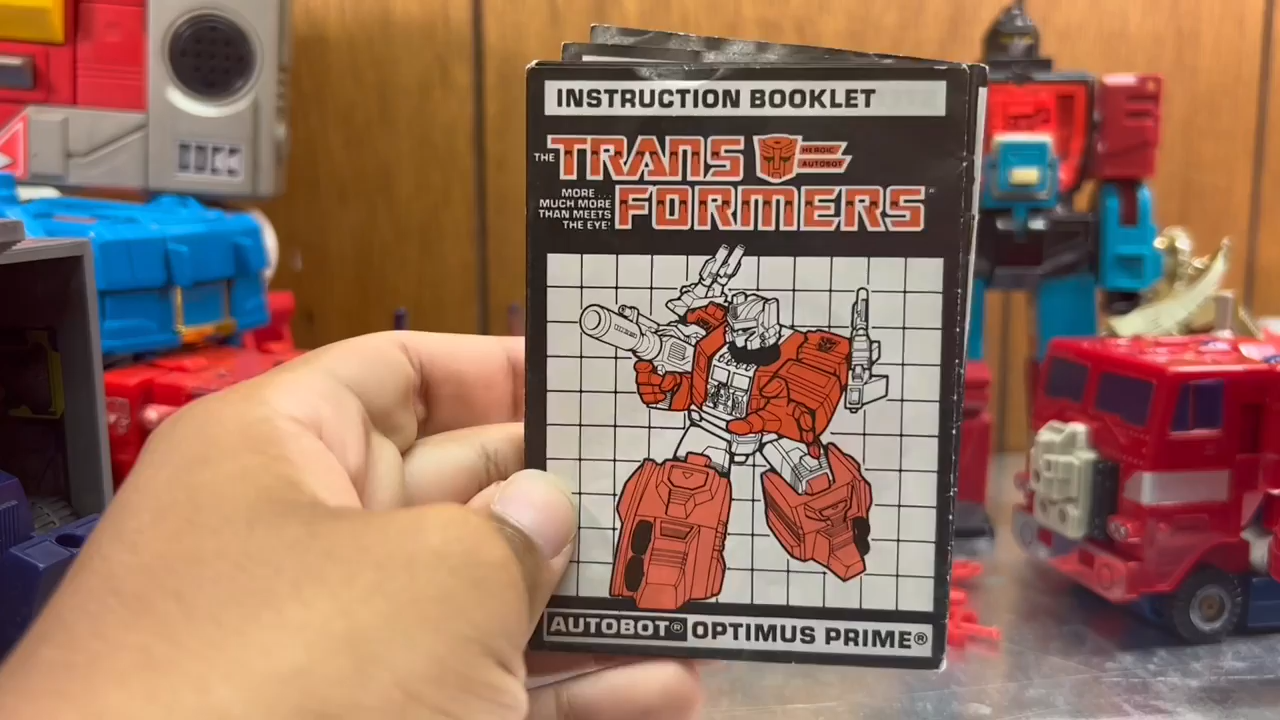 INSTRUCTION BOOKLET
THE TRANS
HEROIC
AUTOBOT
MORE...
MUCH MORE
THAN MEETS
THE EYE!
FORMERS
AUTOBOT® OPTIMUS PRIME®